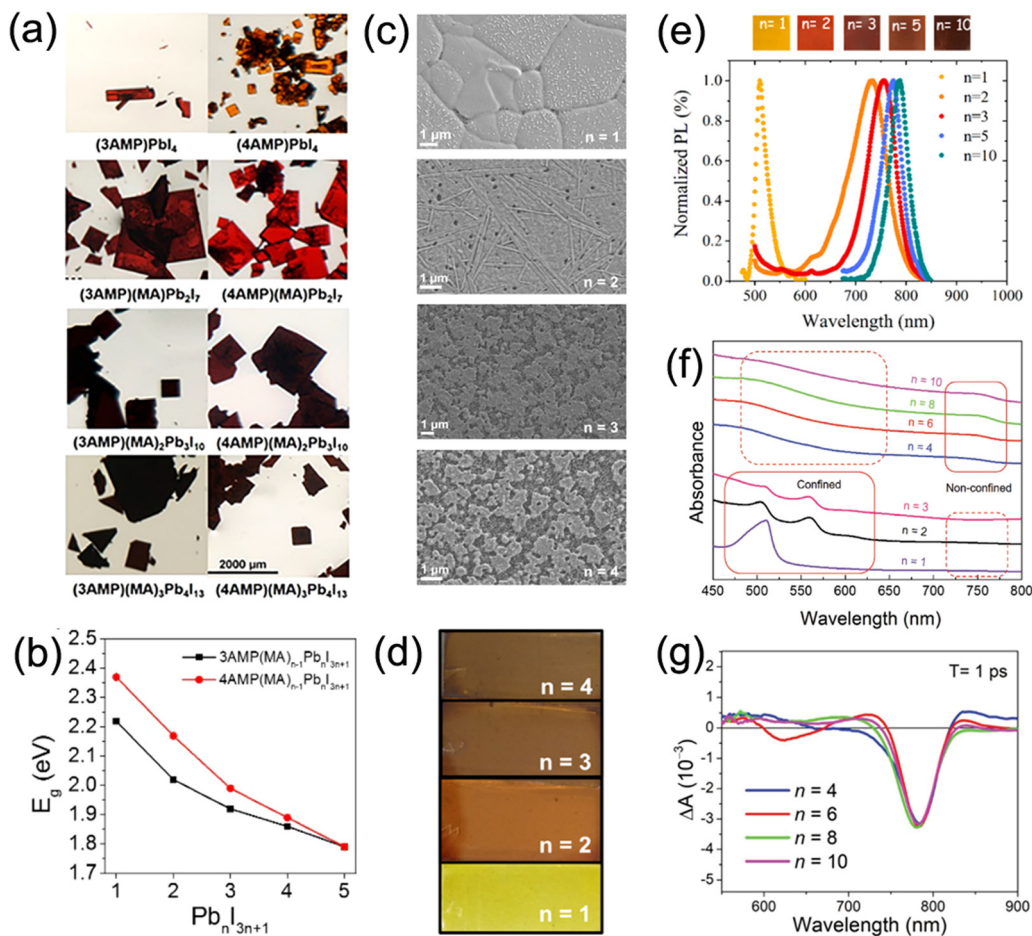 (a)
(3AMP)PbI₄ (4AMP)PbI₄
(3AMP)(MA)Pb₂I₇ (4AMP)(MA)Pb₂I₇
(3AMP)(MA)₂Pb₃I₁₀ (4AMP)(MA)₂Pb₃I₁₀
2000 μm
(3AMP)(MA)₃Pb₄I₁₃ (4AMP)(MA)₃Pb₄I₁₃
(b)
2.5
2.4
2.3
2.2
2.1
2.0
1.9
1.8
1.7
E_g (eV)
3AMP(MA)ₙ₋₁PbₙI₃ₙ₊₁
4AMP(MA)ₙ₋₁PbₙI₃ₙ₊₁
1 2 3 4 5
PbₙI₃ₙ₊₁
(c)
1 μm
n = 1
1 μm
n = 2
1 μm
n = 3
1 μm
n = 4
(d)
n = 4
n = 3
n = 2
n = 1
(e)
n= 1 n= 2 n= 3 n= 5 n= 10
Normalized PL (%)
1.0
0.8
0.6
0.4
0.2
0.0
n=1
n=2
n=3
n=5
n=10
500 600 700 800 900 1000
Wavelength (nm)
(f)
Absorbance
n = 10
n = 8
n = 6
n = 4
Confined Non-confined
n = 3
n = 2
n = 1
450 500 550 600 650 700 750 800
Wavelength (nm)
(g)
T= 1 ps
ΔA (10⁻³)
1
0
-1
-2
-3
-4
-5
n = 4
n = 6
n = 8
n = 10
600 700 800 900
Wavelength (nm)